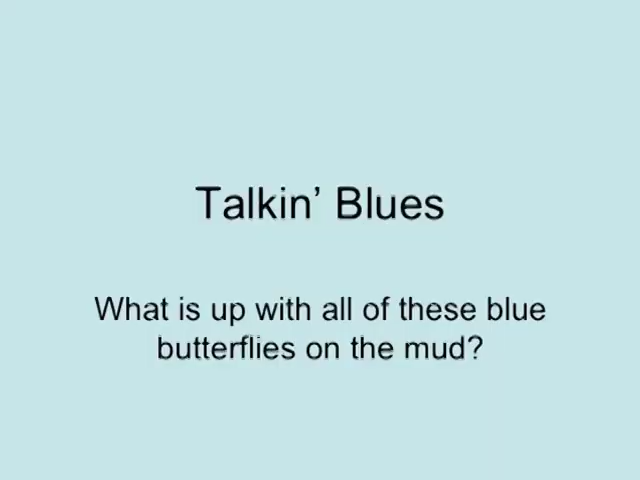 Talkin’ Blues
What is up with all of these blue
butterflies on the mud?